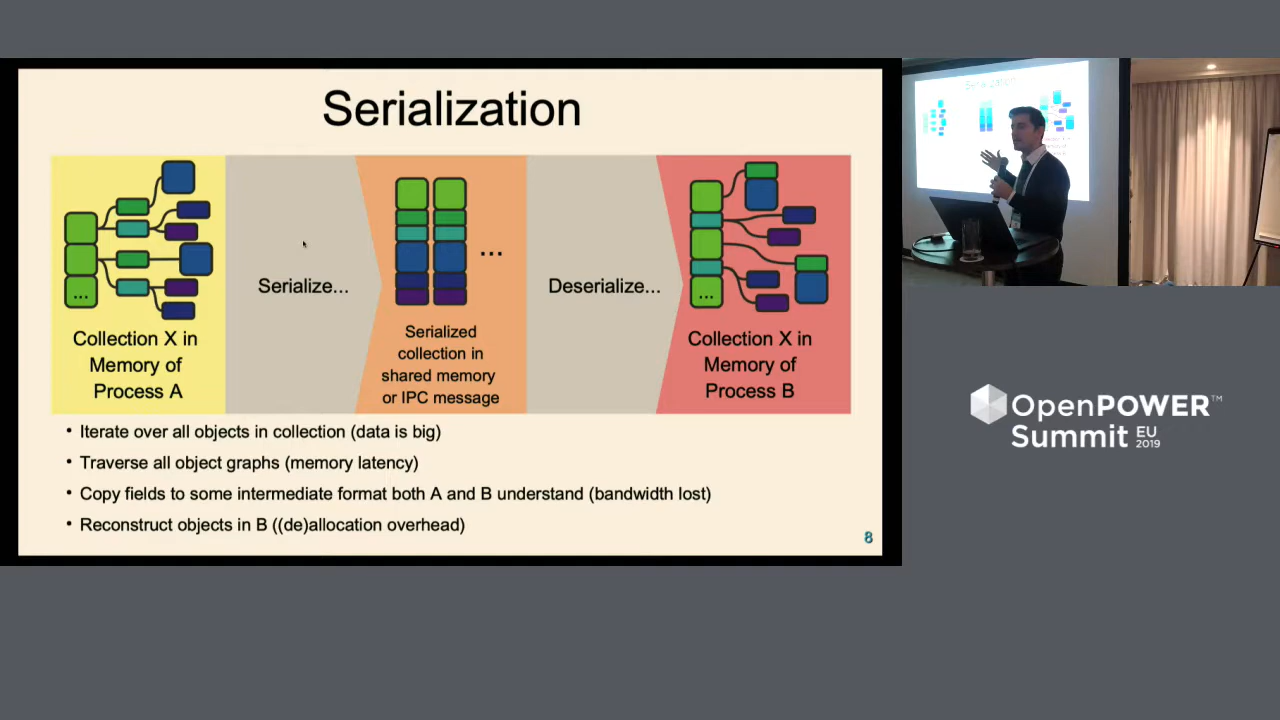 Serialization
...
Serialize...
...
Deserialize...
...
Collection X in
Memory of
Process A
Serialized
collection in
shared memory
or IPC message
Collection X in
Memory of
Process B
• Iterate over all objects in collection (data is big)
• Traverse all object graphs (memory latency)
• Copy fields to some intermediate format both A and B understand (bandwidth lost)
• Reconstruct objects in B ((de)allocation overhead)
8
Serialization
OpenPOWER™
Summit EU
2019